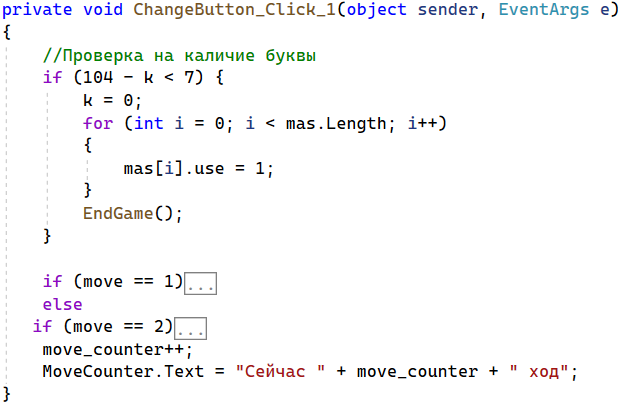 private void ChangeButton_Click_1(object sender, EventArgs e)
{
//Проверка на каличие буквы
if (104 - k < 7) {
k = 0;
for (int i = 0; i < mas.Length; i++)
{
mas[i].use = 1;
}
EndGame();
}
if (move == 1)...
else
if (move == 2)...
move_counter++;
MoveCounter.Text = "Сейчас " + move_counter + " ход";
}